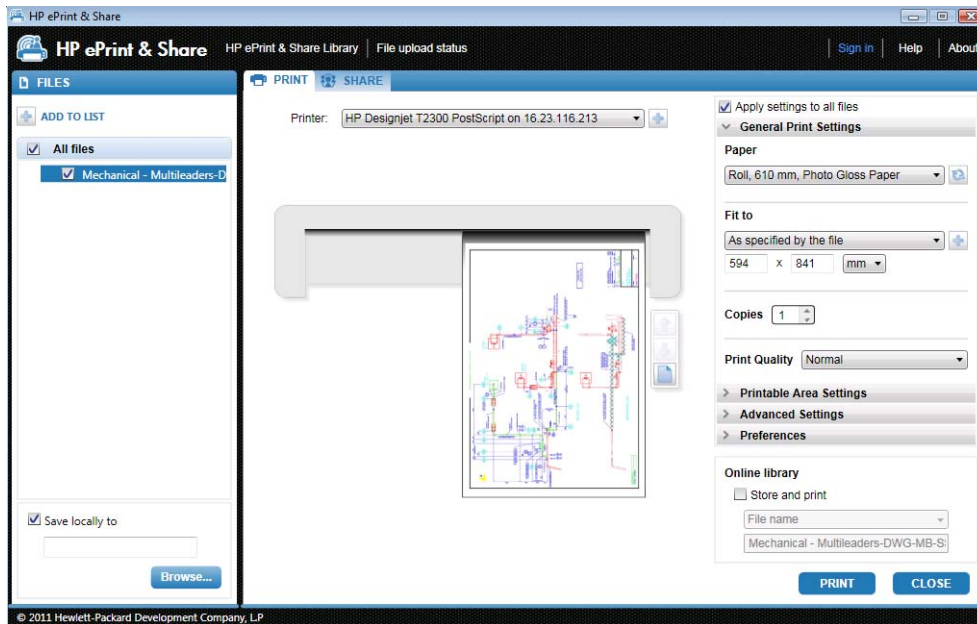 HP ePrint & Share
HP ePrint & Share
HP ePrint & Share Library
File upload status
Sign in
Help
About
FILES
ADD TO LIST
All files
Mechanical - Multileaders-D
Save locally to
Browse...
PRINT
SHARE
Printer:
HP Designjet T2300 PostScript on 16.23.116.213
Apply settings to all files
General Print Settings
Paper
Roll, 610 mm, Photo Gloss Paper
Fit to
As specified by the file
594 x 841 mm
Copies 1
Print Quality Normal
Printable Area Settings
Advanced Settings
Preferences
Online library
Store and print
File name
Mechanical - Multileaders-DWG-MB-S
PRINT
CLOSE
© 2011 Hewlett-Packard Development Company, L.P